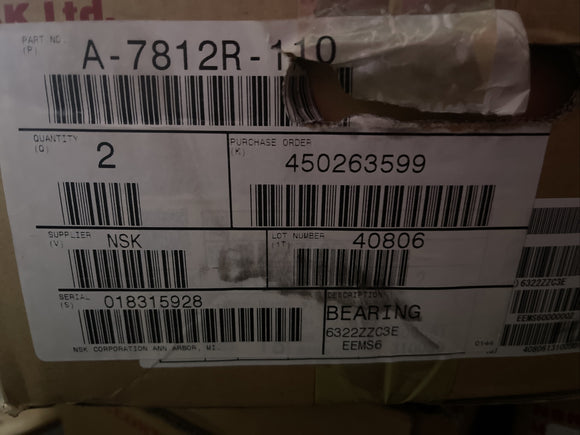 K Ltd.
PART NO.
(P)
A-7812R-110
QUANTITY
(Q)
2
PURCHASE ORDER
(K)
450263599
SUPPLIER
(V)
NSK
LOT NUMBER
(1T)
40806
SERIAL
(S)
018315928
DESCRIPTION
BEARING
6322ZZC3E
EEMS6
NSK CORPORATION ANN ARBOR, MI.
6322ZZC3E